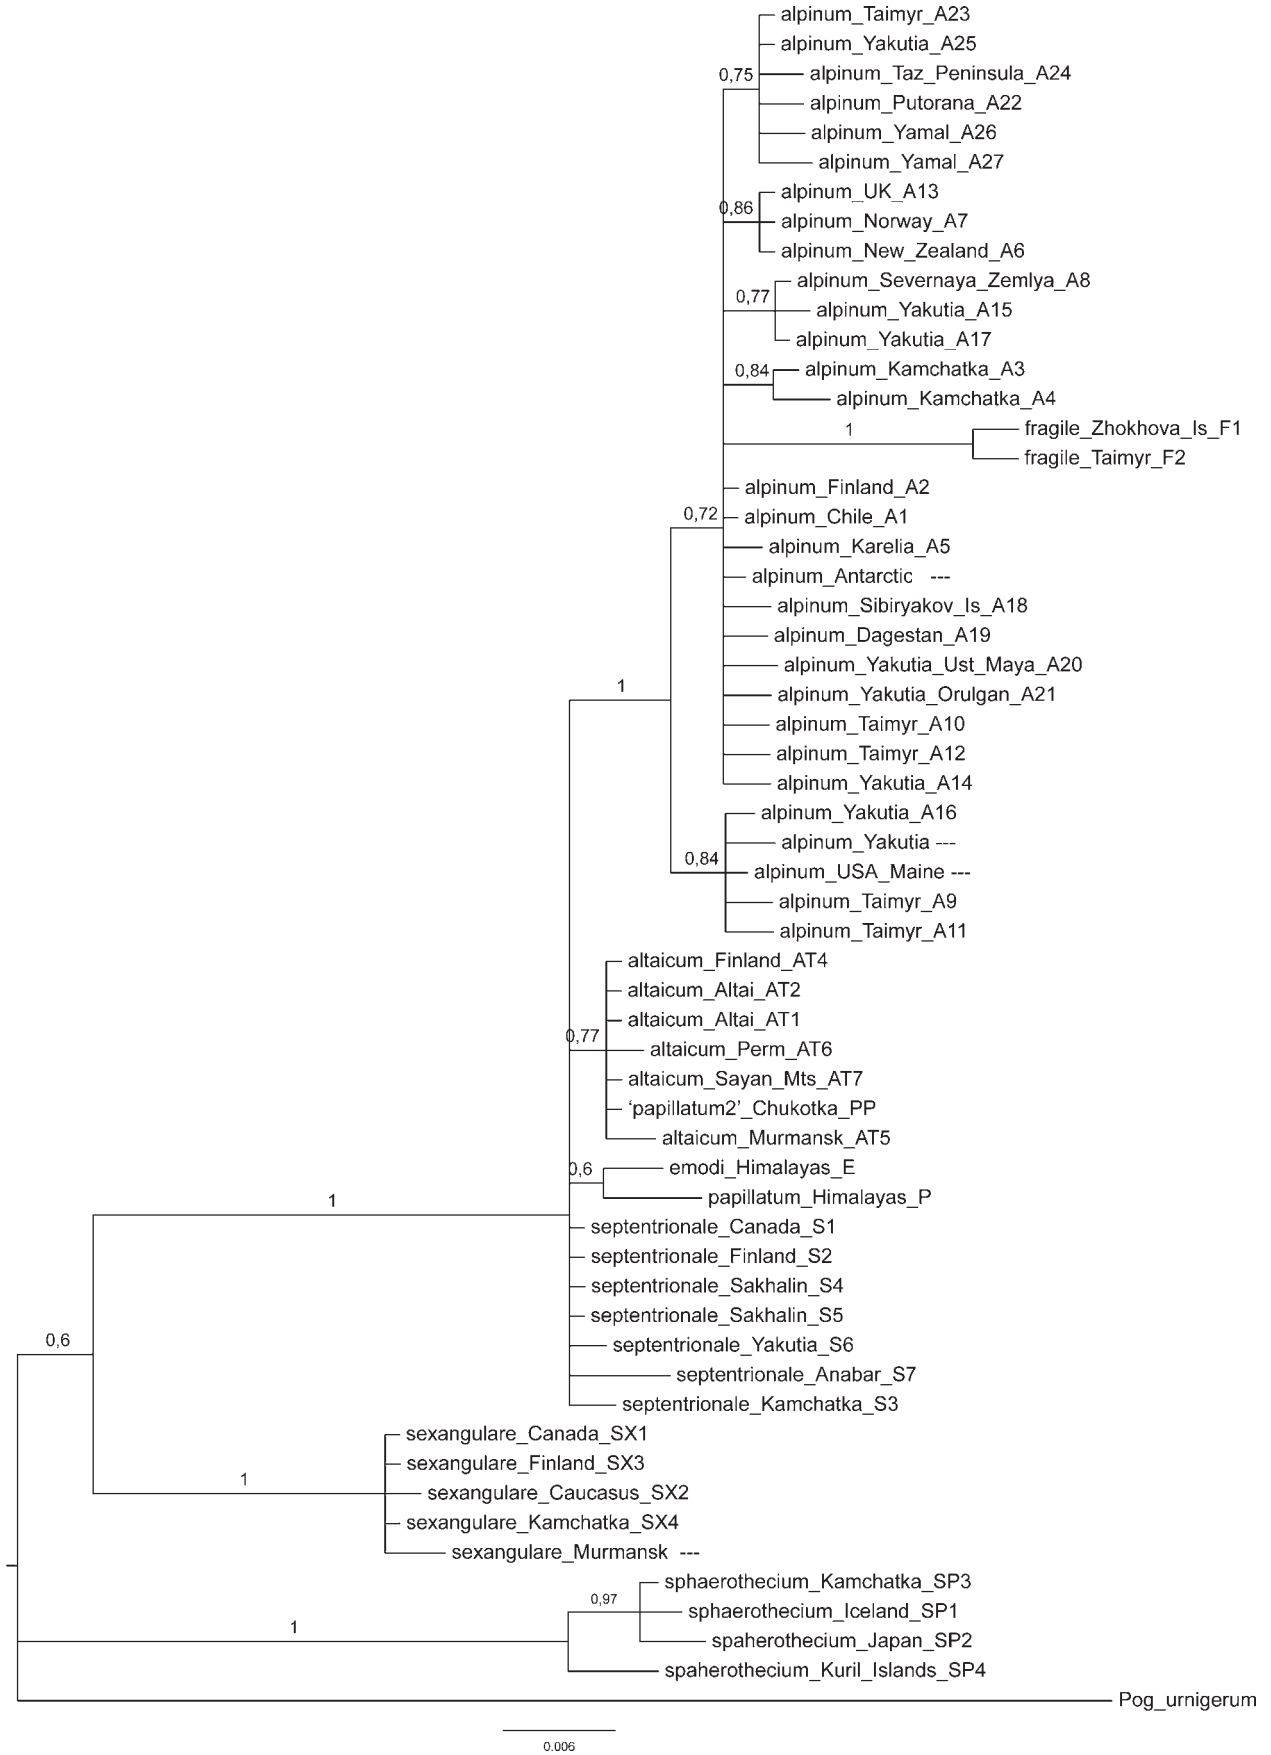 alpinum_Taimyr_A23
alpinum_Yakutia_A25
0,75
alpinum_Taz_Peninsula_A24
alpinum_Putorana_A22
alpinum_Yamal_A26
alpinum_Yamal_A27
alpinum_UK_A13
0,86
alpinum_Norway_A7
alpinum_New_Zealand_A6
alpinum_Severnaya_Zemlya_A8
0,77
alpinum_Yakutia_A15
alpinum_Yakutia_A17
0,84
alpinum_Kamchatka_A3
alpinum_Kamchatka_A4
1
fragile_Zhokhova_Is_F1
fragile_Taimyr_F2
alpinum_Finland_A2
0,72
alpinum_Chile_A1
alpinum_Karelia_A5
alpinum_Antarctic ---
alpinum_Sibiryakov_Is_A18
alpinum_Dagestan_A19
alpinum_Yakutia_Ust_Maya_A20
1
alpinum_Yakutia_Orulgan_A21
alpinum_Taimyr_A10
alpinum_Taimyr_A12
alpinum_Yakutia_A14
alpinum_Yakutia_A16
alpinum_Yakutia ---
0,84
alpinum_USA_Maine ---
alpinum_Taimyr_A9
alpinum_Taimyr_A11
altaicum_Finland_AT4
altaicum_Altai_AT2
altaicum_Altai_AT1
0,77
altaicum_Perm_AT6
altaicum_Sayan_Mts_AT7
‘papillatum2’_Chukotka_PP
altaicum_Murmansk_AT5
0,6
emodi_Himalayas_E
papillatum_Himalayas_P
1
septentrionale_Canada_S1
septentrionale_Finland_S2
septentrionale_Sakhalin_S4
septentrionale_Sakhalin_S5
0,6
septentrionale_Yakutia_S6
septentrionale_Anabar_S7
septentrionale_Kamchatka_S3
sexangulare_Canada_SX1
sexangulare_Finland_SX3
1
sexangulare_Caucasus_SX2
sexangulare_Kamchatka_SX4
sexangulare_Murmansk ---
sphaerothecium_Kamchatka_SP3
0,97
sphaerothecium_Iceland_SP1
1
spaherothecium_Japan_SP2
spaherothecium_Kuril_Islands_SP4
Pog_urnigerum
0.006